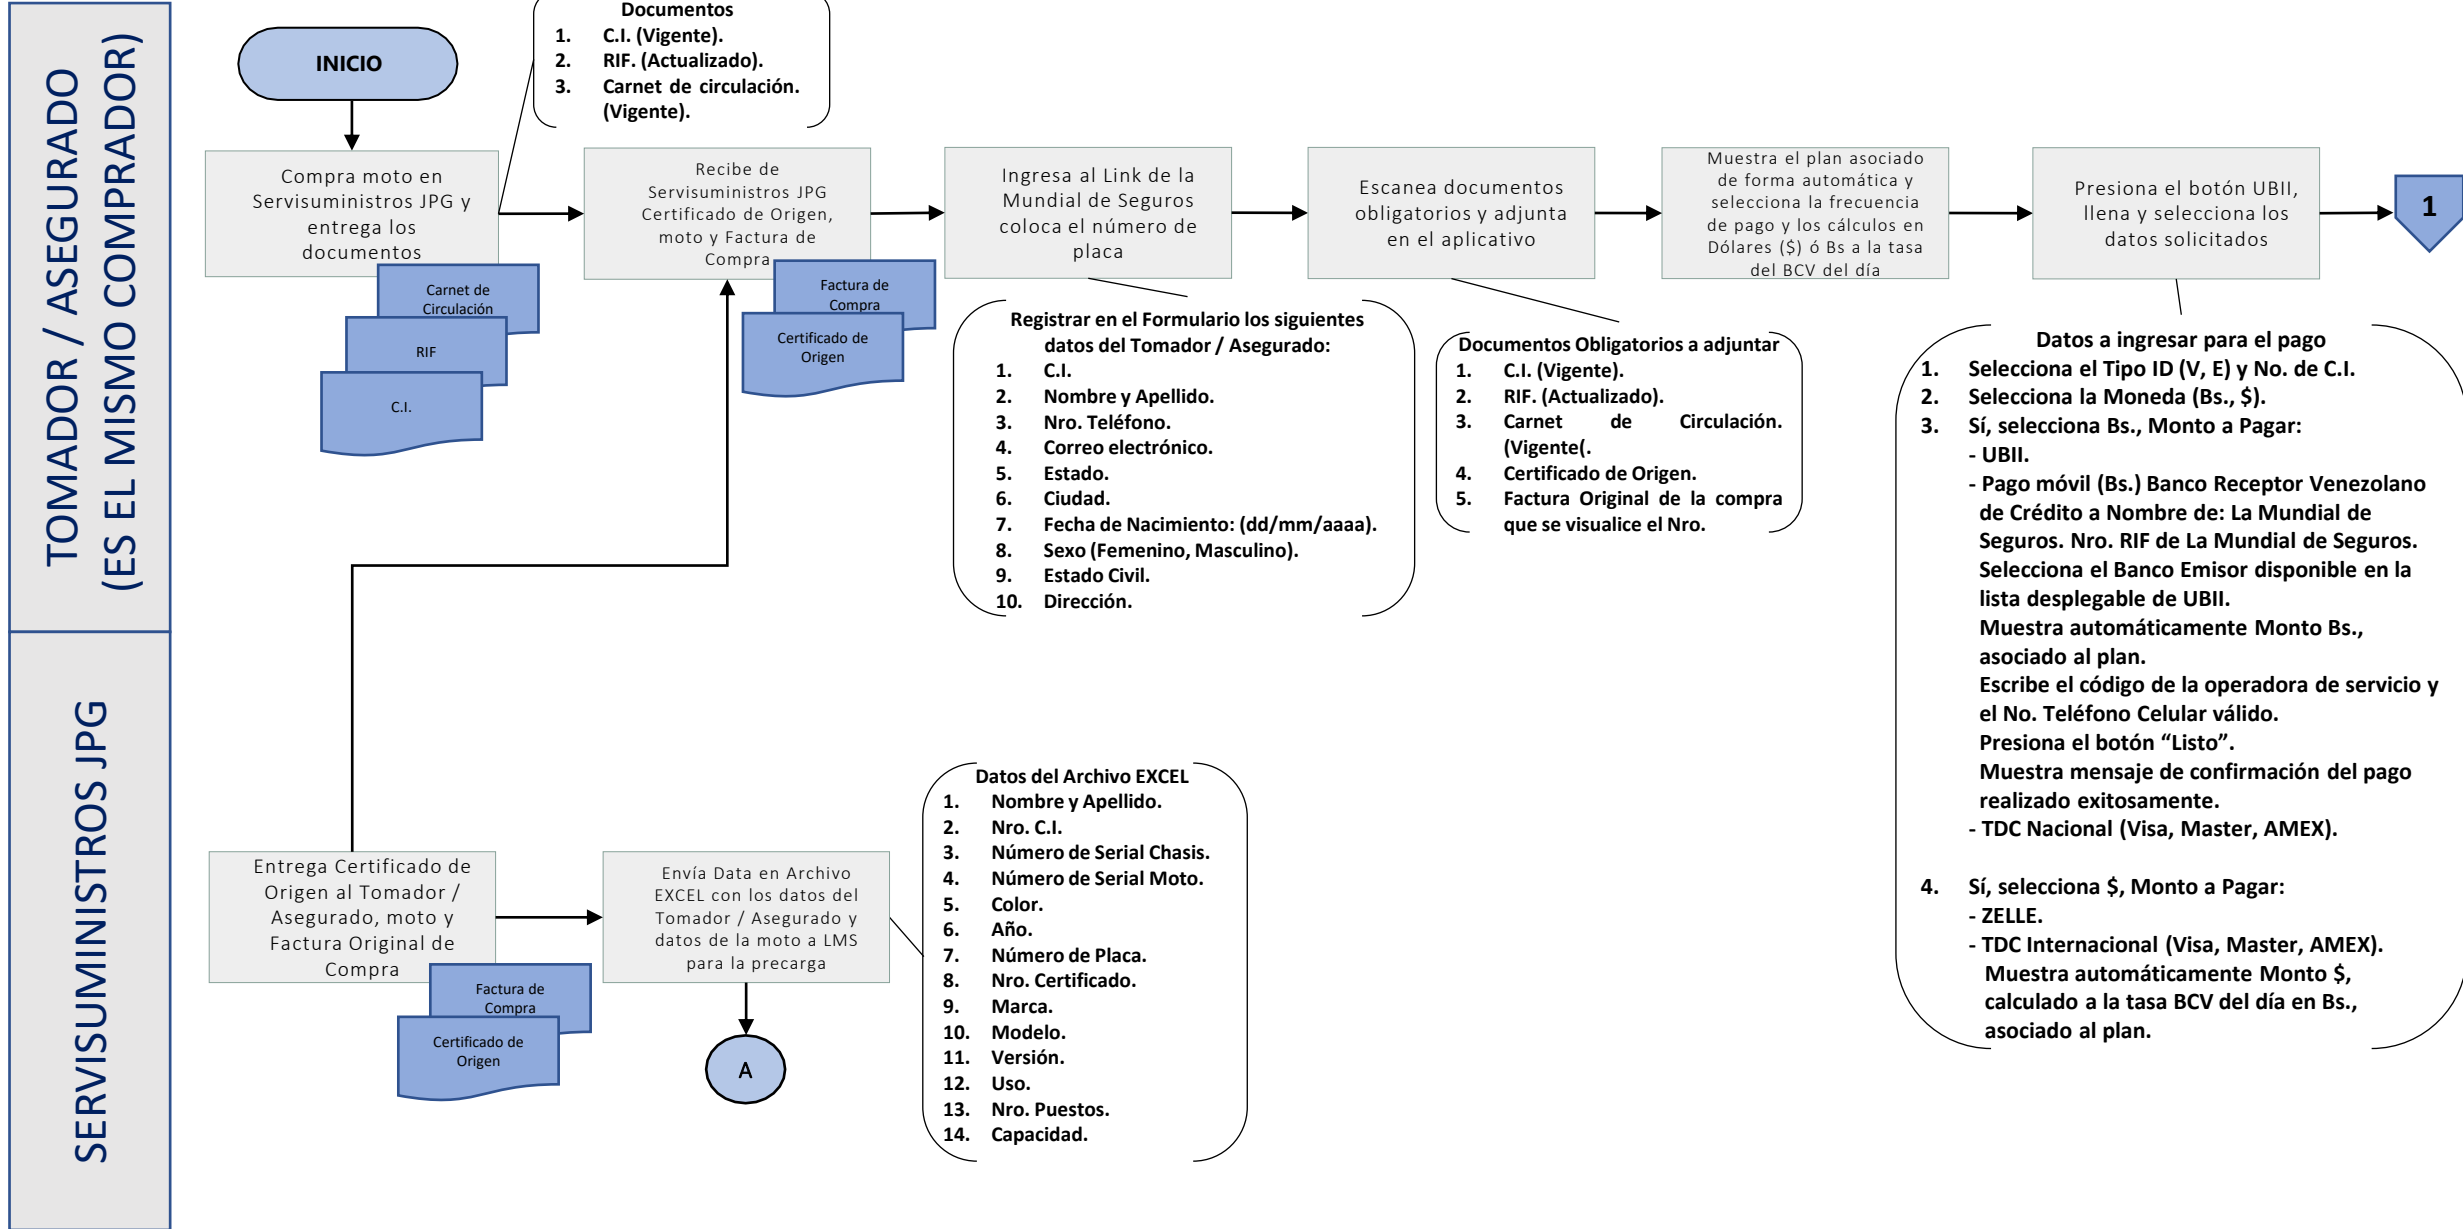 TOMADOR / ASEGURADO
(ES EL MISMO COMPRADOR)
INICIO
Documentos
1. C.I. (Vigente).
2. RIF. (Actualizado).
3. Carnet de circulación.
(Vigente).
Compra moto en
Servisuministros JPG y
entrega los
documentos
Carnet de
Circulación
RIF
C.I.
Recibe de
Servisuministros JPG
Certificado de Origen,
moto y Factura de
Compra
Factura de
Compra
Certificado de
Origen
Ingresa al Link de la
Mundial de Seguros
coloca el número de
placa
Registrar en el Formulario los siguientes
datos del Tomador / Asegurado:
1. C.I.
2. Nombre y Apellido.
3. Nro. Teléfono.
4. Correo electrónico.
5. Estado.
6. Ciudad.
7. Fecha de Nacimiento: (dd/mm/aaaa).
8. Sexo (Femenino, Masculino).
9. Estado Civil.
10. Dirección.
Escanea documentos
obligatorios y adjunta
en el aplicativo
Documentos Obligatorios a adjuntar
1. C.I. (Vigente).
2. RIF. (Actualizado).
3. Carnet de Circulación.
(Vigente(.
4. Certificado de Origen.
5. Factura Original de la compra
que se visualice el Nro.
Muestra el plan asociado
de forma automática y
selecciona la frecuencia
de pago y los cálculos en
Dólares ($) ó Bs a la tasa
del BCV del día
Presiona el botón UBII,
llena y selecciona los
datos solicitados
1
Datos a ingresar para el pago
1. Selecciona el Tipo ID (V, E) y No. de C.I.
2. Selecciona la Moneda (Bs., $).
3. Sí, selecciona Bs., Monto a Pagar:
- UBII.
- Pago móvil (Bs.) Banco Receptor Venezolano
de Crédito a Nombre de: La Mundial de
Seguros. Nro. RIF de La Mundial de Seguros.
Selecciona el Banco Emisor disponible en la
lista desplegable de UBII.
Muestra automáticamente Monto Bs.,
asociado al plan.
Escribe el código de la operadora de servicio y
el No. Teléfono Celular válido.
Presiona el botón “Listo”.
Muestra mensaje de confirmación del pago
realizado exitosamente.
- TDC Nacional (Visa, Master, AMEX).
4. Sí, selecciona $, Monto a Pagar:
- ZELLE.
- TDC Internacional (Visa, Master, AMEX).
Muestra automáticamente Monto $,
calculado a la tasa BCV del día en Bs.,
asociado al plan.
SERVISUMINISTROS JPG
Entrega Certificado de
Origen al Tomador /
Asegurado, moto y
Factura Original de
Compra
Factura de
Compra
Certificado de
Origen
Envía Data en Archivo
EXCEL con los datos del
Tomador / Asegurado y
datos de la moto a LMS
para la precarga
A
Datos del Archivo EXCEL
1. Nombre y Apellido.
2. Nro. C.I.
3. Número de Serial Chasis.
4. Número de Serial Moto.
5. Color.
6. Año.
7. Número de Placa.
8. Nro. Certificado.
9. Marca.
10. Modelo.
11. Versión.
12. Uso.
13. Nro. Puestos.
14. Capacidad.